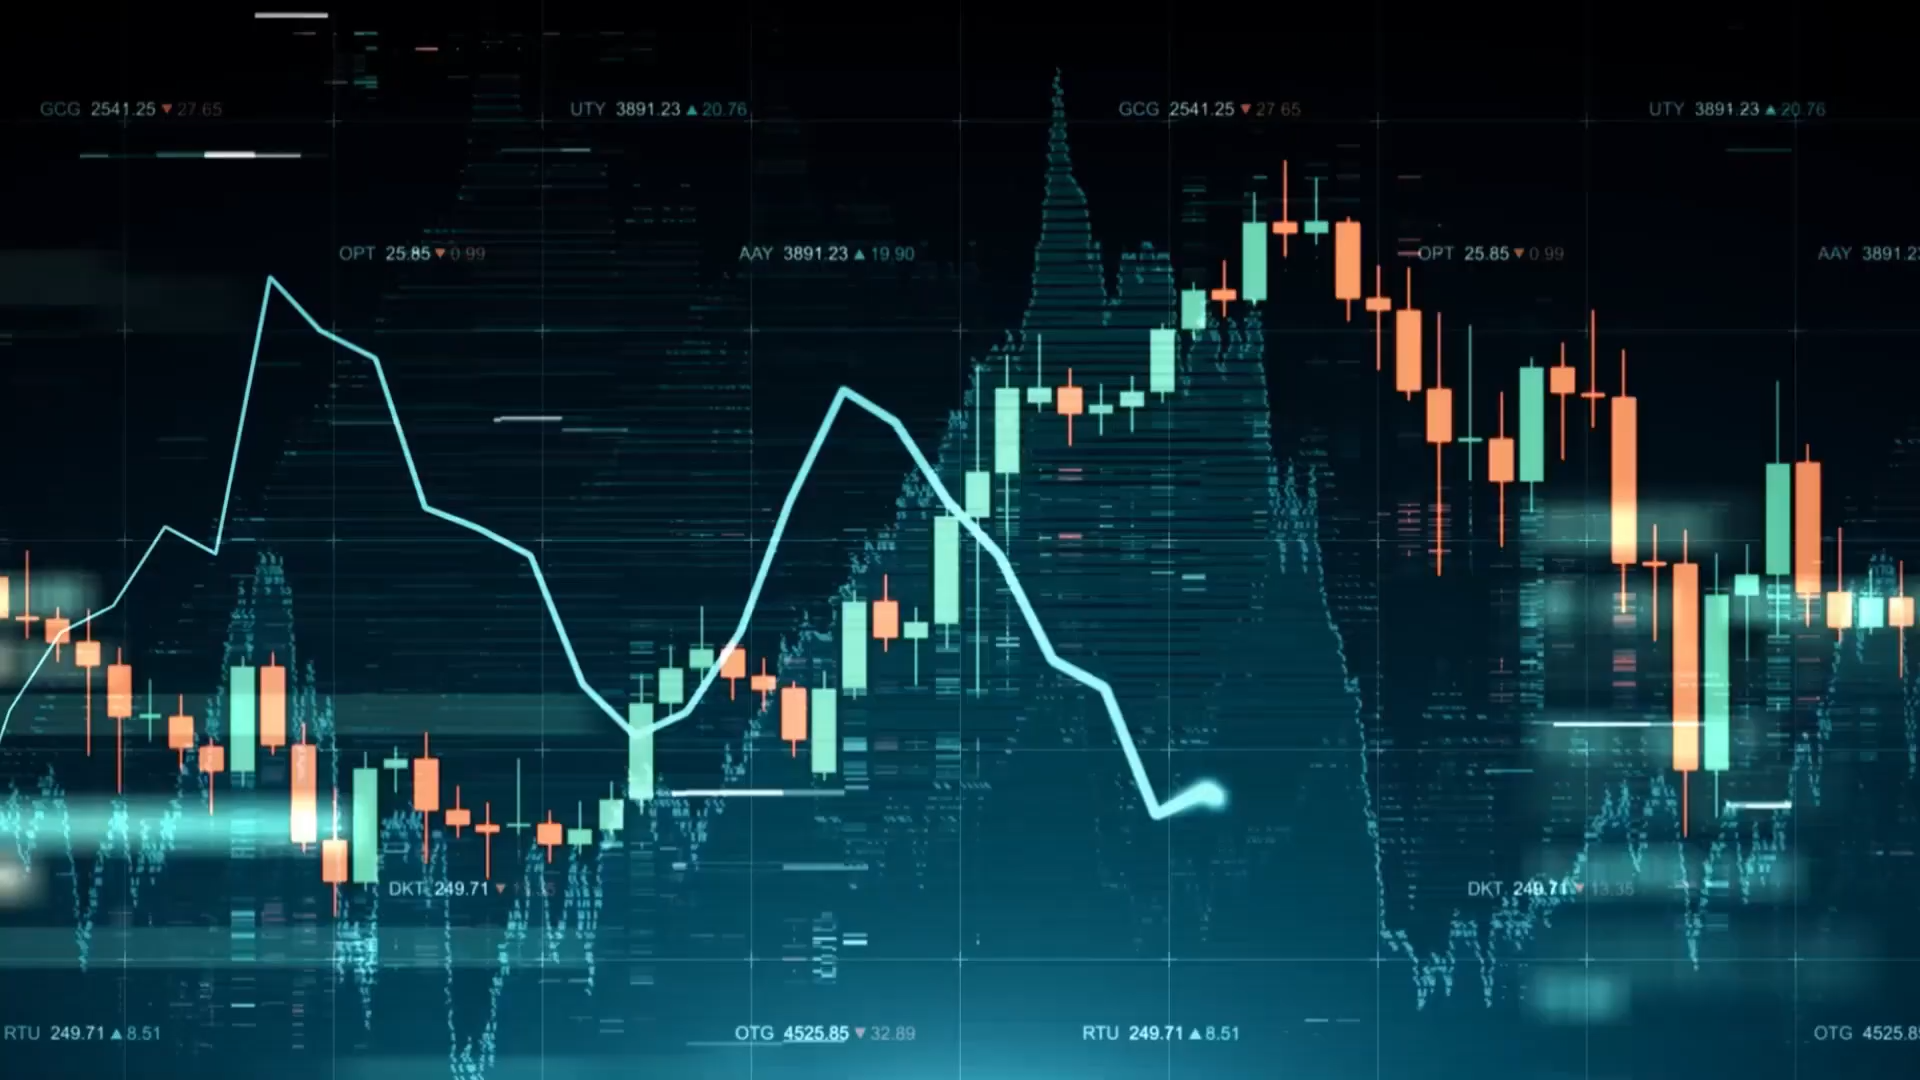 GCG 2541.25 ▼ 27.65 UTY 3891.23 ▲ 20.76 GCG 2541.25 ▼ 27.65 UTY 3891.23 ▲ 20.76
OPT 25.85 ▼ 0.99 AAY 3891.23 ▲ 19.90 OPT 25.85 ▼ 0.99 AAY 3891.2
DKT 249.71 ▼ 13.35 DKT 249.71 ▼ 13.35
RTU 249.71 ▲ 8.51 OTG 4525.85 ▼ 32.89 RTU 249.71 ▲ 8.51 OTG 4525.8